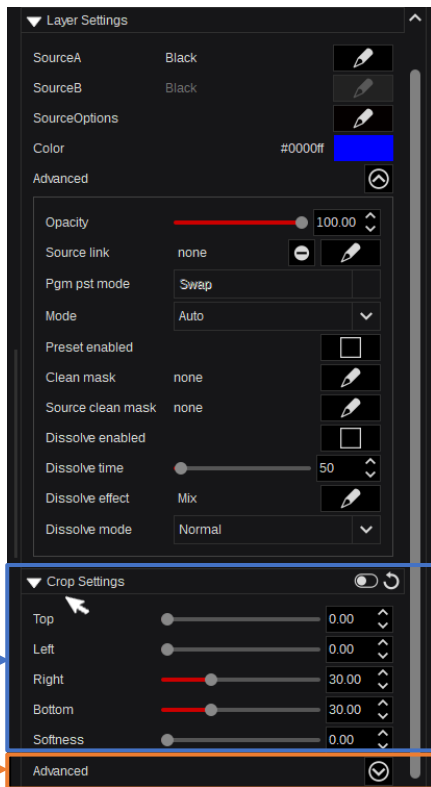 Layer Settings
SourceA Black
SourceB Black
SourceOptions
Color #0000ff
Advanced
Opacity 100.00
Source link none
Pgm pst mode Swap
Mode Auto
Preset enabled
Clean mask none
Source clean mask none
Dissolve enabled
Dissolve time 50
Dissolve effect Mix
Dissolve mode Normal
Crop Settings
Top 0.00
Left 0.00
Right 30.00
Bottom 30.00
Softness 0.00
Advanced